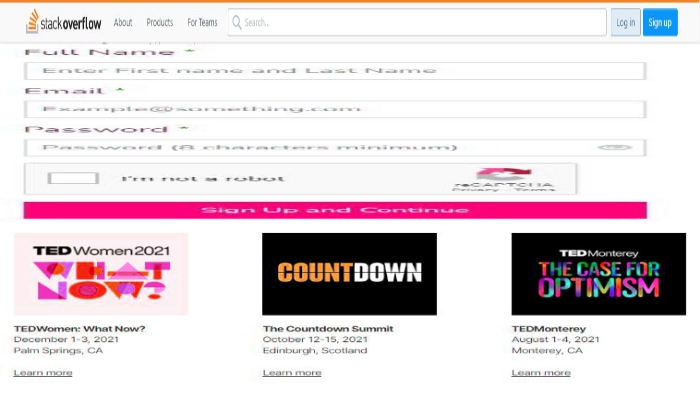 stackoverflow About Products For Teams Search... Log in Sign up
Full Name *
Enter First name and Last Name
Email *
Example@something.com
Password *
Password (8 characters minimum)
I'm not a robot
reCAPTCHA
Privacy - Terms
Sign Up and Continue
TEDWomen2021
WHAT
NOW?
COUNTDOWN
TEDMonterey
THE CASE FOR
OPTIMISM
TEDWomen: What Now?
December 1-3, 2021
Palm Springs, CA
Learn more
The Countdown Summit
October 12-15, 2021
Edinburgh, Scotland
Learn more
TEDMonterey
August 1-4, 2021
Monterey, CA
Learn more